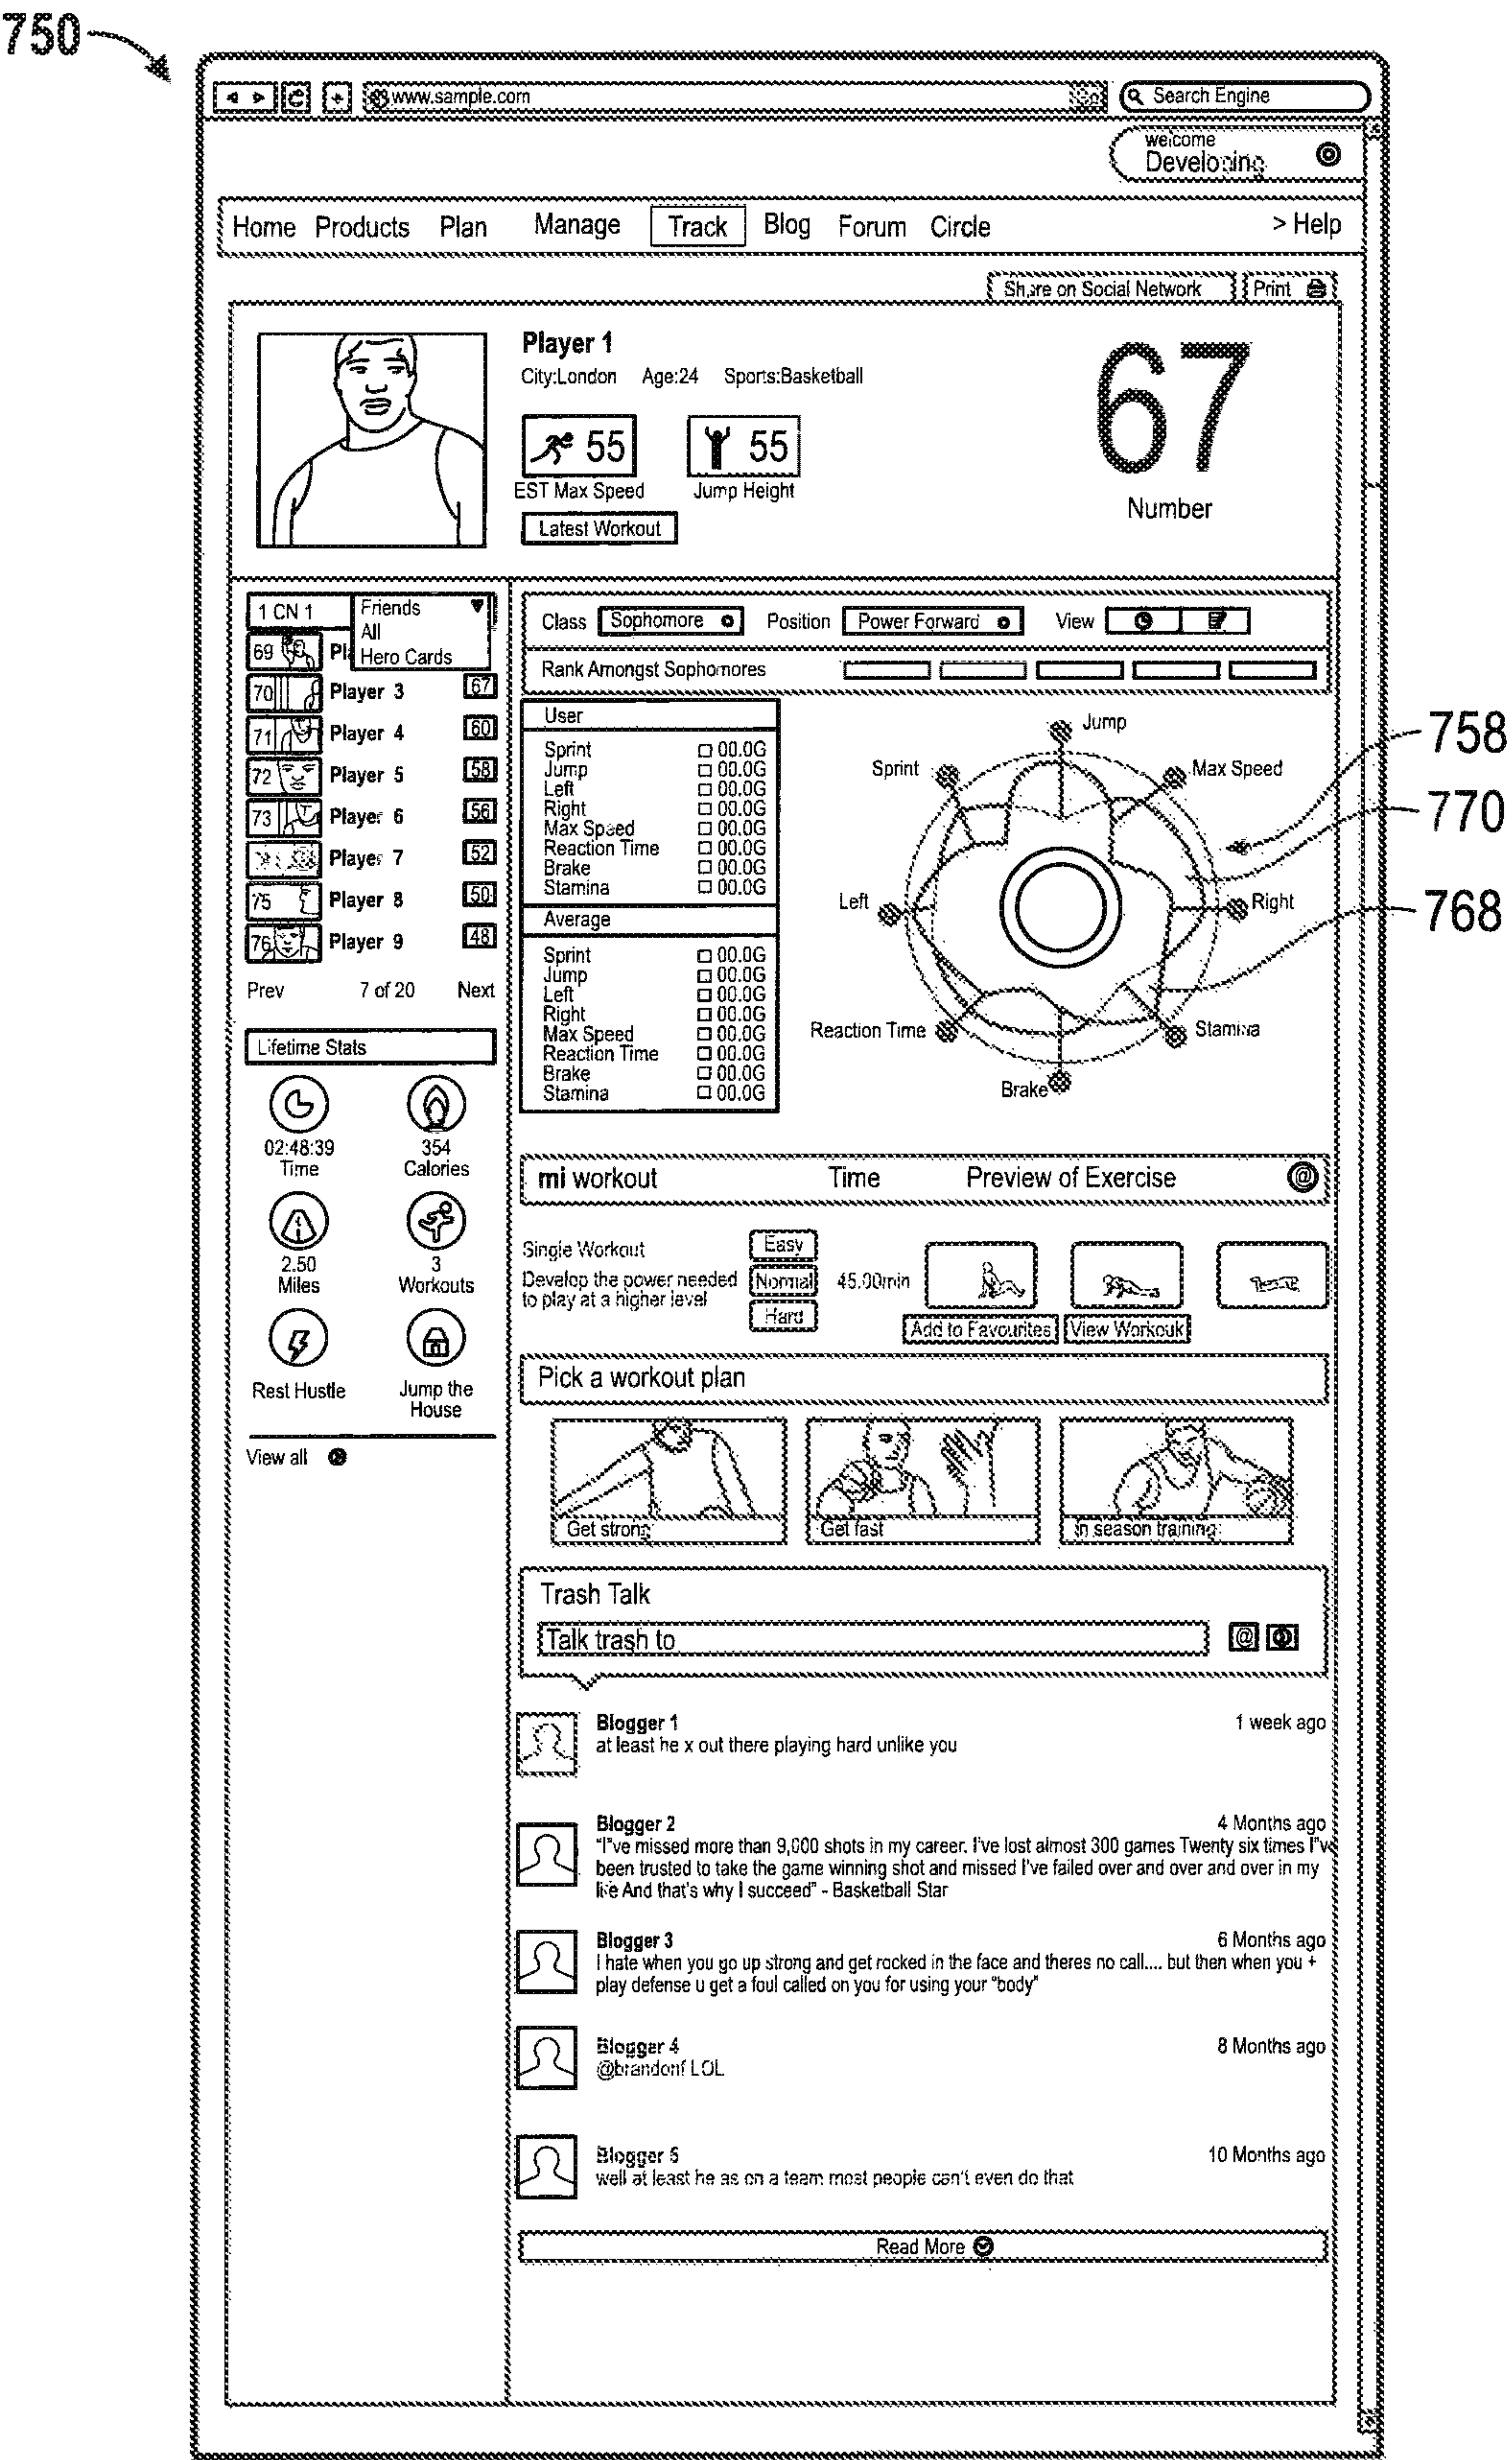 750
www.sample.com
Search Engine
welcome
Developing
Home Products Plan Manage Track Blog Forum Circle > Help
Share on Social Network Print
Player 1
City:London Age:24 Sports:Basketball
55 55
EST Max Speed Jump Height
Latest Workout
67
Number
1 CN 1
Friends
All
Hero Cards
69 Pl
70 Player 3 67
71 Player 4 60
72 Player 5 58
73 Player 6 56
Player 7 52
75 Player 8 50
76 Player 9 48
Prev 7 of 20 Next
Lifetime Stats
02:48:39
Time
354
Calories
2.50
Miles
3
Workouts
Rest Hustle
Jump the
House
View all
Class Sophomore Position Power Forward View
Rank Amongst Sophomores
User
Sprint 00.0G
Jump 00.0G
Left 00.0G
Right 00.0G
Max Speed 00.0G
Reaction Time 00.0G
Brake 00.0G
Stamina 00.0G
Average
Sprint 00.0G
Jump 00.0G
Left 00.0G
Right 00.0G
Max Speed 00.0G
Reaction Time 00.0G
Brake 00.0G
Stamina 00.0G
Jump
Sprint
Max Speed
Left
Right
Reaction Time
Stamina
Brake
758
770
768
mi workout Time Preview of Exercise @
Single Workout
Develop the power needed
to play at a higher level
Easy
Normal
Hard
45.00min
Add to Favourites View Workouk
Pick a workout plan
Get strong
Get fast
In season training
Trash Talk
Talk trash to
@
Blogger 1 1 week ago
at least he x out there playing hard unlike you
Blogger 2 4 Months ago
"I"ve missed more than 9,000 shots in my career. I've lost almost 300 games Twenty six times I"ve
been trusted to take the game winning shot and missed I've failed over and over and over in my
life And that's why I succeed" - Basketball Star
Blogger 3 6 Months ago
I hate when you go up strong and get rocked in the face and theres no call.... but then when you +
play defense u get a foul called on you for using your "body"
Blogger 4 8 Months ago
@brandonf LOL
Blogger 5 10 Months ago
well at least he as on a team most people can't even do that
Read More